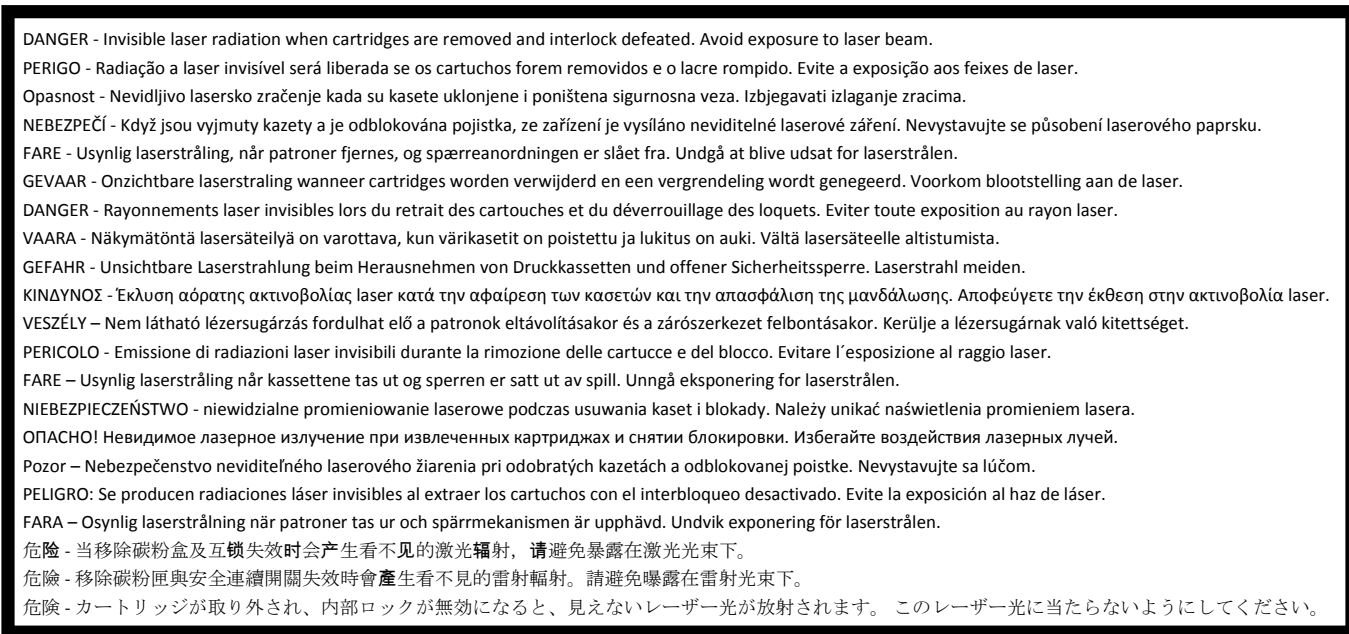 DANGER - Invisible laser radiation when cartridges are removed and interlock defeated. Avoid exposure to laser beam.
PERIGO - Radiação a laser invisível será liberada se os cartuchos forem removidos e o lacre rompido. Evite a exposição aos feixes de laser.
Opasnost - Nevidljivo lasersko zračenje kada su kasete uklonjene i poništena sigurnosna veza. Izbjegavati izlaganje zracima.
NEBEZPEČÍ - Když jsou vyjmuty kazety a je odblokována pojistka, ze zařízení je vysíláno neviditelné laserové záření. Nevystavujte se působení laserového paprsku.
FARE - Usynlig laserstråling, når patroner fjernes, og spærreanordningen er slået fra. Undgå at blive udsat for laserstrålen.
GEVAAR - Onzichtbare laserstraling wanneer cartridges worden verwijderd en een vergrendeling wordt genegeerd. Voorkom blootstelling aan de laser.
DANGER - Rayonnements laser invisibles lors du retrait des cartouches et du déverrouillage des loquets. Eviter toute exposition au rayon laser.
VAARA - Näkymätöntä lasersäteilyä on varottava, kun värikasetit on poistettu ja lukitus on auki. Vältä lasersäteelle altistumista.
GEFAHR - Unsichtbare Laserstrahlung beim Herausnehmen von Druckkassetten und offener Sicherheitssperre. Laserstrahl meiden.
ΚΙΝΔΥΝΟΣ - Έκλυση αόρατης ακτινοβολίας laser κατά την αφαίρεση των κασετών και την απασφάλιση της μανδάλωσης. Αποφεύγετε την έκθεση στην ακτινοβολία laser.
VESZÉLY – Nem látható lézersugárzás fordulhat elő a patronok eltávolításakor és a zárószerkezet felbontásakor. Kerülje a lézersugárnak való kitettséget.
PERICOLO - Emissione di radiazioni laser invisibili durante la rimozione delle cartucce e del blocco. Evitare l´esposizione al raggio laser.
FARE – Usynlig laserstråling når kassettene tas ut og sperren er satt ut av spill. Unngå eksponering for laserstrålen.
NIEBEZPIECZEŃSTWO - niewidzialne promieniowanie laserowe podczas usuwania kaset i blokady. Należy unikać naświetlenia promieniem lasera.
ОПАСНО! Невидимое лазерное излучение при извлеченных картриджах и снятии блокировки. Избегайте воздействия лазерных лучей.
Pozor – Nebezpečenstvo neviditeľného laserového žiarenia pri odobratých kazetách a odblokovanej poistke. Nevystavujte sa lúčom.
PELIGRO: Se producen radiaciones láser invisibles al extraer los cartuchos con el interbloqueo desactivado. Evite la exposición al haz de láser.
FARA – Osynlig laserstrålning när patroner tas ur och spärrmekanismen är upphävd. Undvik exponering för laserstrålen.
危险 - 当移除碳粉盒及互锁失效时会产生看不见的激光辐射，请避免暴露在激光光束下。
危險 - 移除碳粉匣與安全連續開關失效時會產生看不見的雷射輻射。請避免曝露在雷射光束下。
危険 - カートリッジが取り外され、内部ロックが無効になると、見えないレーザー光が放射されます。 このレーザー光に当たらないようにしてください。